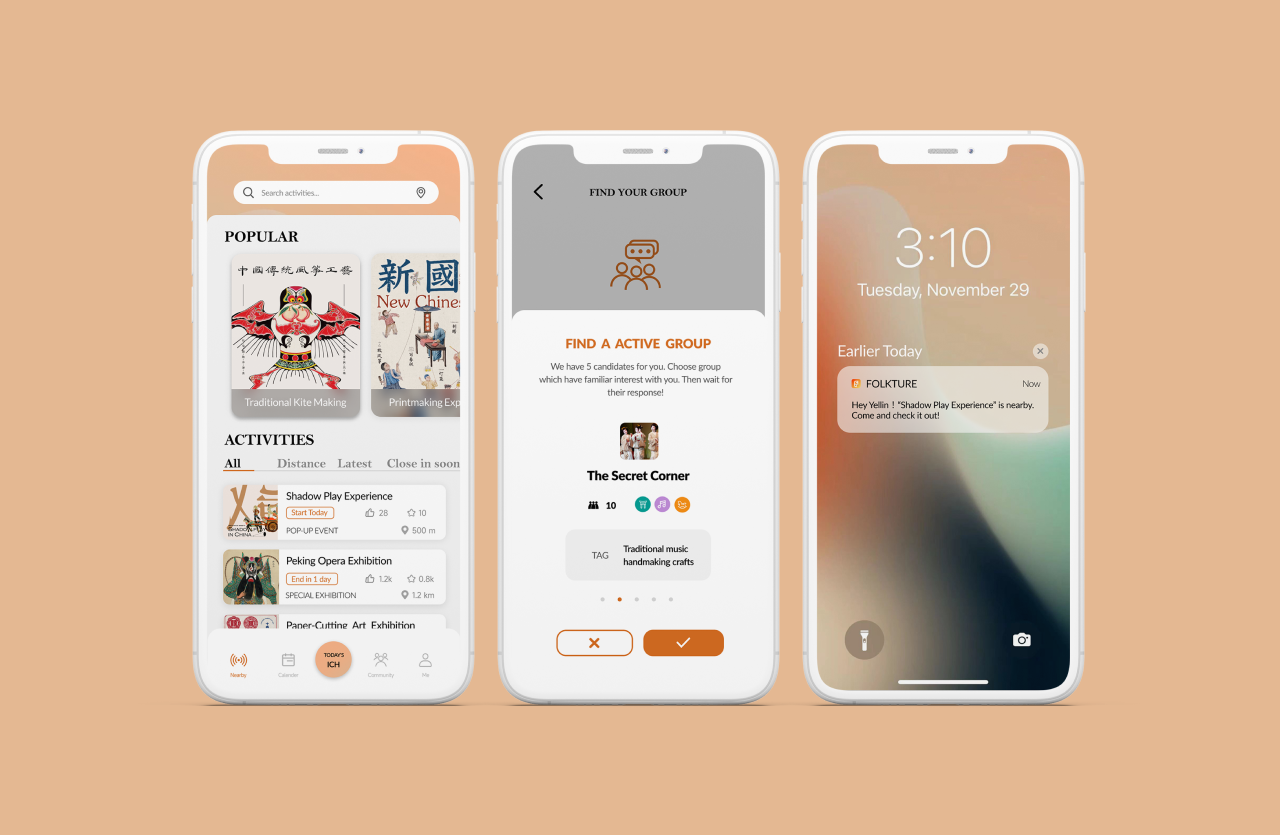 Search activities...
POPULAR
中國傳統風箏工藝
Traditional Kite Making
新國
New Chines
Printmaking Exp
ACTIVITIES
All Distance Latest Close in soon
Shadow Play Experience
Start Today 28 10
POP-UP EVENT 500 m
IN CHINA
Peking Opera Exhibition
End in 1 day 1.2k 0.8k
SPECIAL EXHIBITION 1.2 km
Paper-Cutting Art Exhibition
TODAY'S
ICH
Nearby Calander Community Me
FIND YOUR GROUP
FIND A ACTIVE GROUP
We have 5 candidates for you. Choose group
which have familiar interest with you. Then wait for
their response!
The Secret Corner
10
TAG Traditional music
handmaking crafts
3:10
Tuesday, November 29
Earlier Today
FOLKTURE Now
Hey Yellin ! "Shadow Play Experience" is nearby.
Come and check it out!